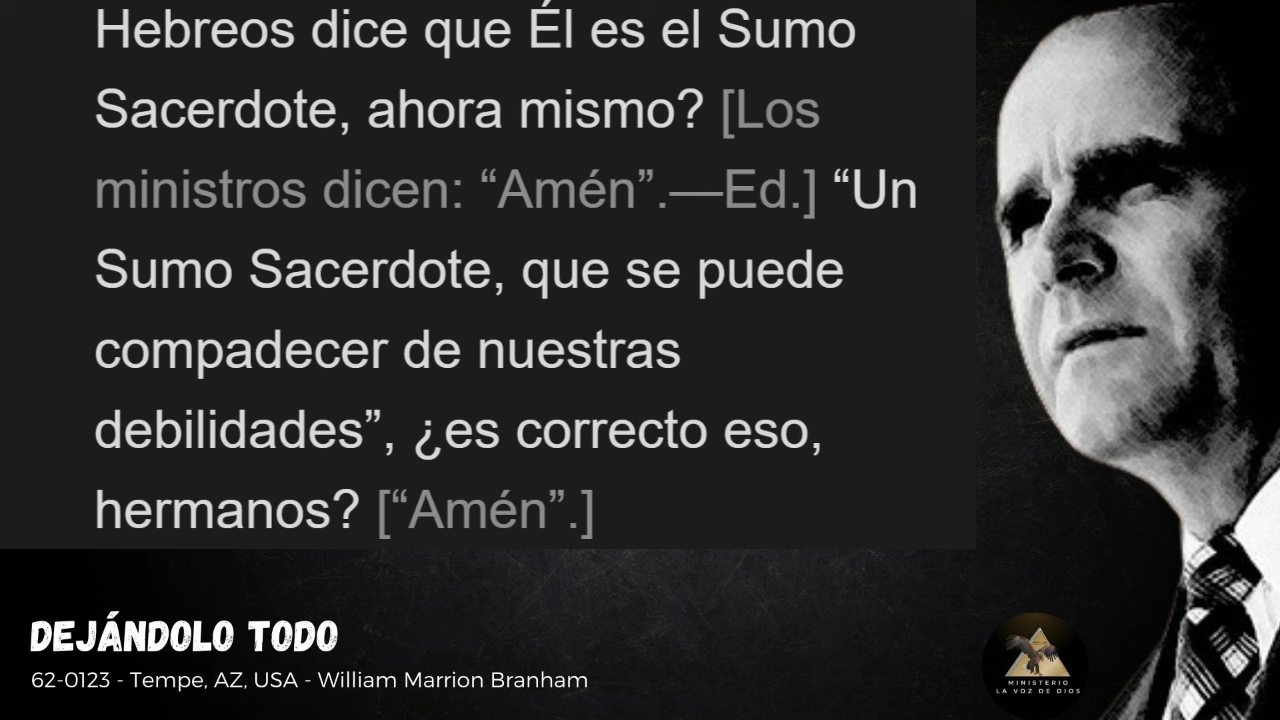 Hebreos dice que Él es el Sumo
Sacerdote, ahora mismo? [Los
ministros dicen: “Amén”.—Ed.] “Un
Sumo Sacerdote, que se puede
compadecer de nuestras
debilidades”, ¿es correcto eso,
hermanos? [“Amén”.]
DEJÁNDOLO TODO
62-0123 - Tempe, AZ, USA - William Marrion Branham
MINISTERIO
LA VOZ DE DIOS